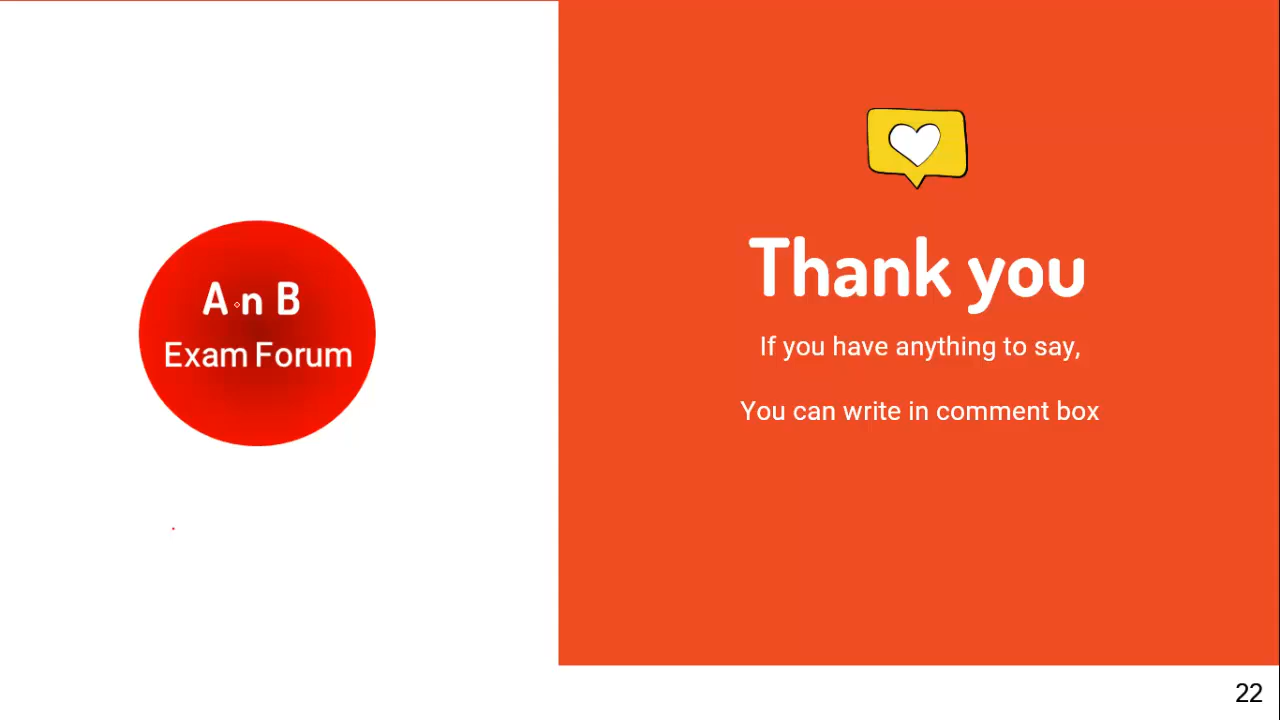 A n B
Exam Forum
Thank you
If you have anything to say,
You can write in comment box
22